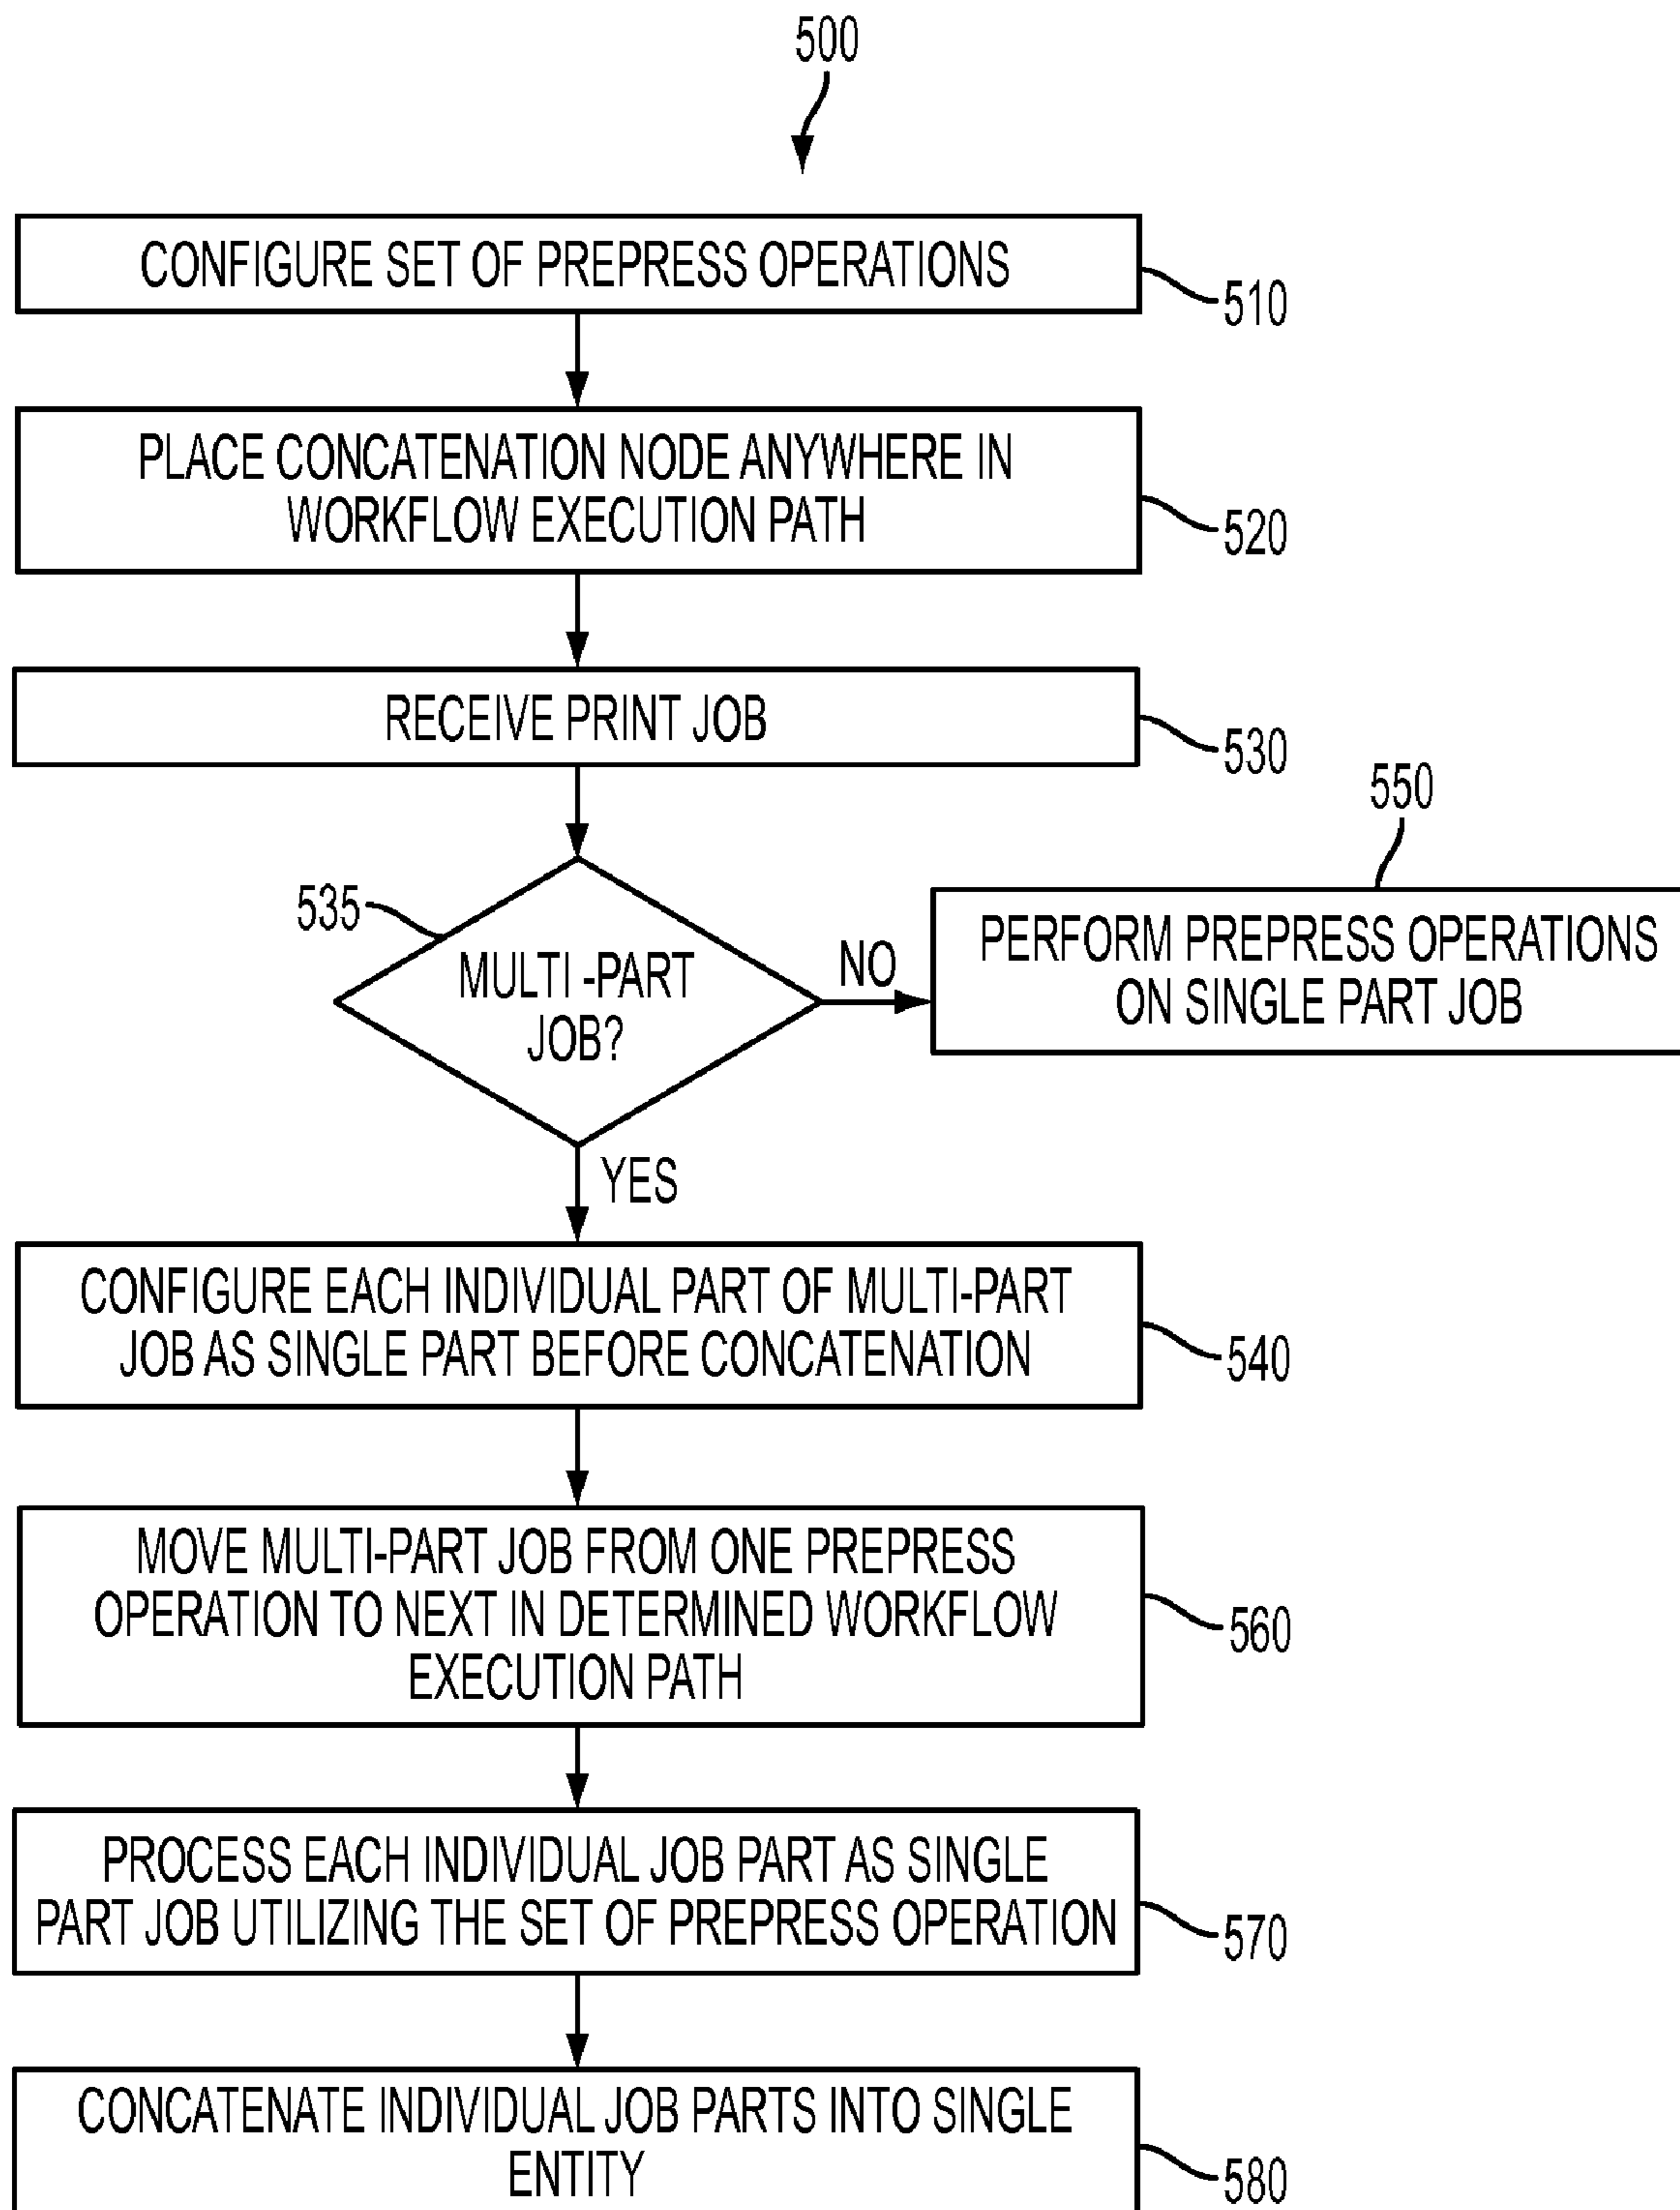 500
CONFIGURE SET OF PREPRESS OPERATIONS
510
PLACE CONCATENATION NODE ANYWHERE IN
WORKFLOW EXECUTION PATH
520
RECEIVE PRINT JOB
530
535
MULTI -PART
JOB?
NO
550
PERFORM PREPRESS OPERATIONS
ON SINGLE PART JOB
YES
CONFIGURE EACH INDIVIDUAL PART OF MULTI-PART
JOB AS SINGLE PART BEFORE CONCATENATION
540
MOVE MULTI-PART JOB FROM ONE PREPRESS
OPERATION TO NEXT IN DETERMINED WORKFLOW
EXECUTION PATH
560
PROCESS EACH INDIVIDUAL JOB PART AS SINGLE
PART JOB UTILIZING THE SET OF PREPRESS OPERATION
570
CONCATENATE INDIVIDUAL JOB PARTS INTO SINGLE
ENTITY
580